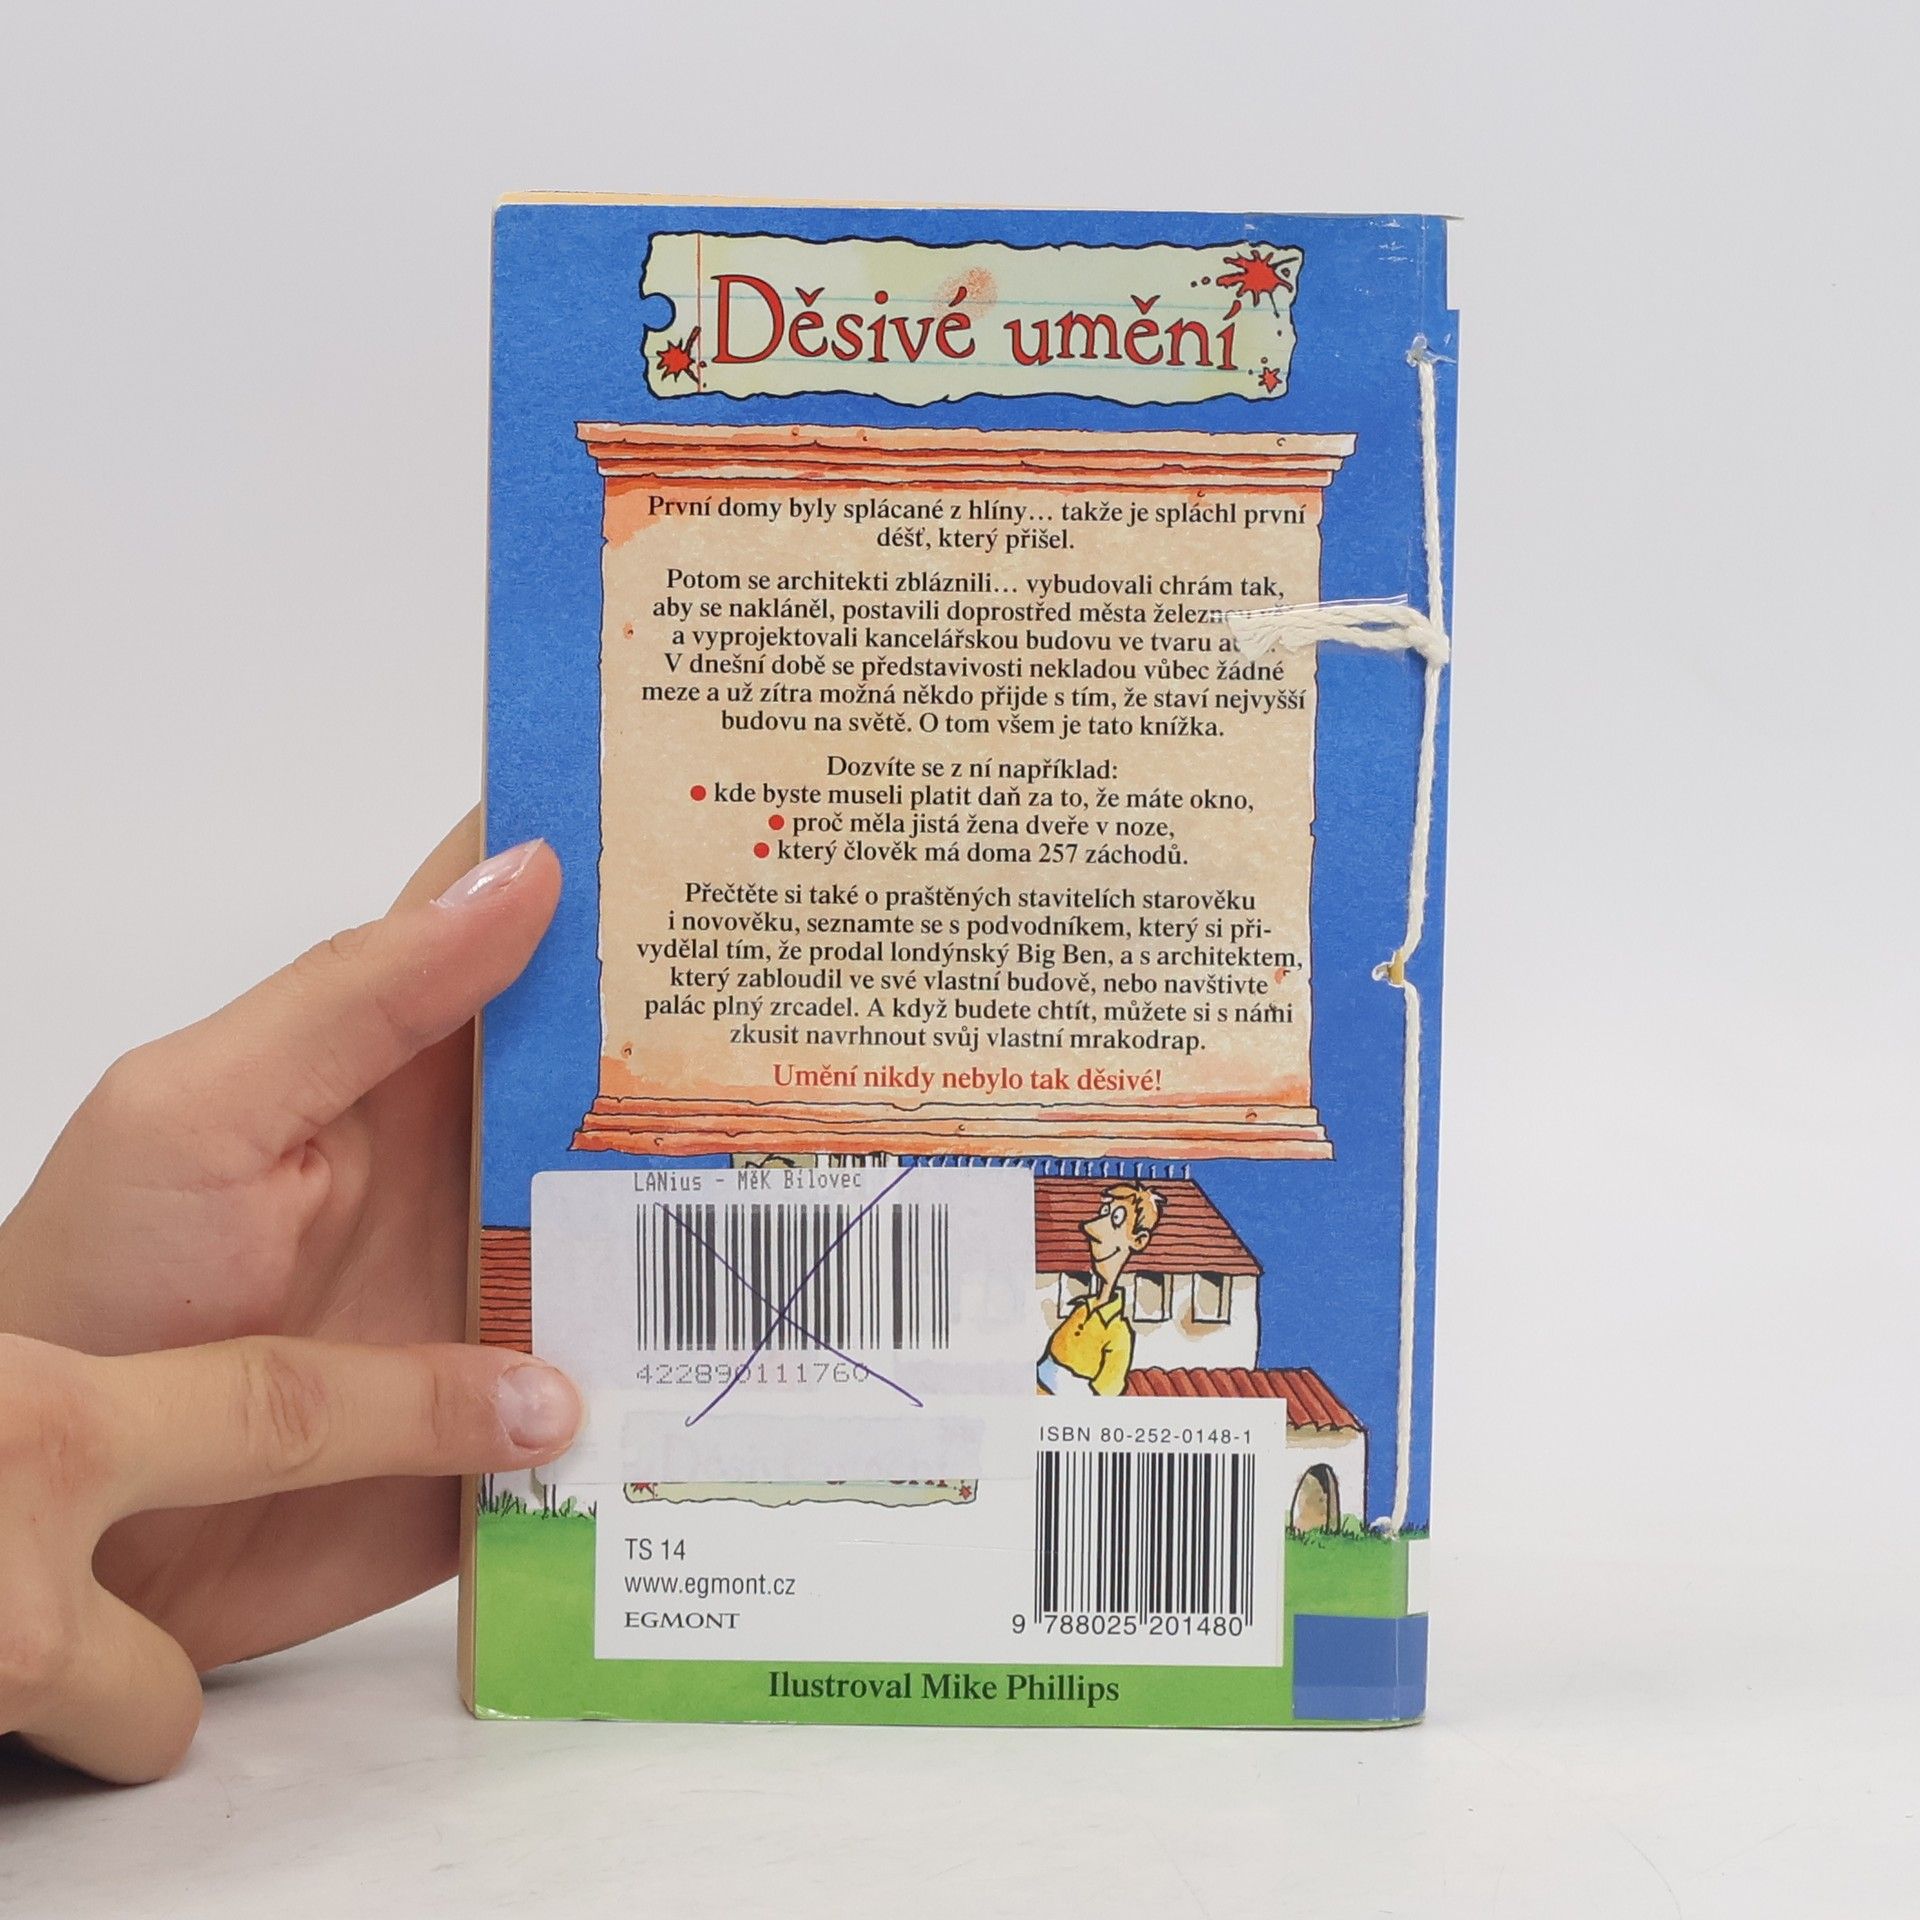 Děsivé umění
První domy byly splácané z hlíny… takže je spláchl první
déšť, který přišel.
Potom se architekti zbláznili… vybudovali chrám tak,
aby se nakláněl, postavili doprostřed města
a vyprojektovali kancelářskou budovu ve tvaru
V dnešní době se představivosti nekladou vůbec žádné
meze a už zítra možná někdo přijde s tím, že staví nejvyšší
budovu na světě. O tom všem je tato knížka.
Dozvíte se z ní například:
● kde byste museli platit daň za to, že máte okno,
● proč měla jistá žena dveře v noze,
● který člověk má doma 257 záchodů.
Přečtěte si také o praštěných stavitelích starověku
i novověku, seznamte se s podvodníkem, který si při-
vydělal tím, že prodal londýnský Big Ben, a s architektem,
který zabloudil ve své vlastní budově, nebo navštivte
palác plný zrcadel. A když budete chtít, můžete si s námi
zkusit navrhnout svůj vlastní mrakodrap.
Umění nikdy nebylo tak děsivé!
LANius - MěK Bílovec
422890111760
ISBN 80-252-0148-1
TS 14
www.egmont.cz
EGMONT
9 788025 201480
Ilustroval Mike Phillips